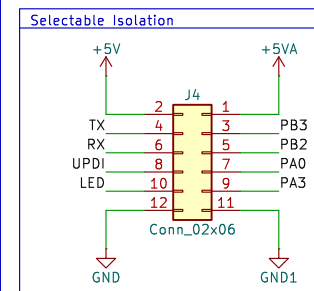 Selectable Isolation
+5V +5VA
J4
2 1
TX 4 3 PB3
RX 6 5 PB2
UPDI 8 7 PA0
LED 10 9 PA3
12 11
Conn_02x06
GND GND1